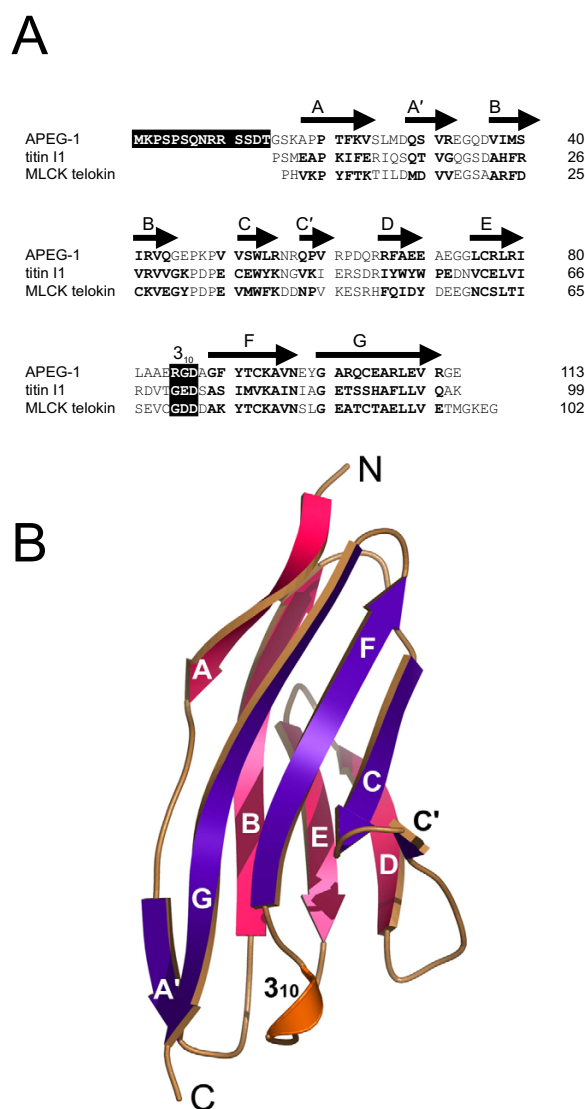 A
A A′ B
APEG-1 MKPSPSQNRR SSDTGSKAPP TFKVSLMDQS VREGQDVIMS 40
titin I1 PSMEAP KIFERIQSQT VGQGSDAHFR 26
MLCK telokin PHVKP YFTKTILDMD VVEGSAARFD 25
B C C′ D E
APEG-1 IRVQGEPKPV VSWLRNRQPV RPDQRRFAEE AEGGLCRLRI 80
titin I1 VRVVGKPDPE CEWYKNGVKI ERSDRIYWYW PEDNVCELVI 66
MLCK telokin CKVEGYPDPE VMWFKDDNPV KESRHFQIDY DEEGNCSLTI 65
3₁₀ F G
APEG-1 LAAERGDAGF YTCKAVNEYG ARQCEARLEV RGE 113
titin I1 RDVTGEDSAS IMVKAINIAG ETSSHAFLLV QAK 99
MLCK telokin SEVCGDDDAK YTCKAVNSLG EATCTAELLV ETMGKEG 102
B
N
F
A
C
C'
B
E
D
G
A'
3₁₀
C